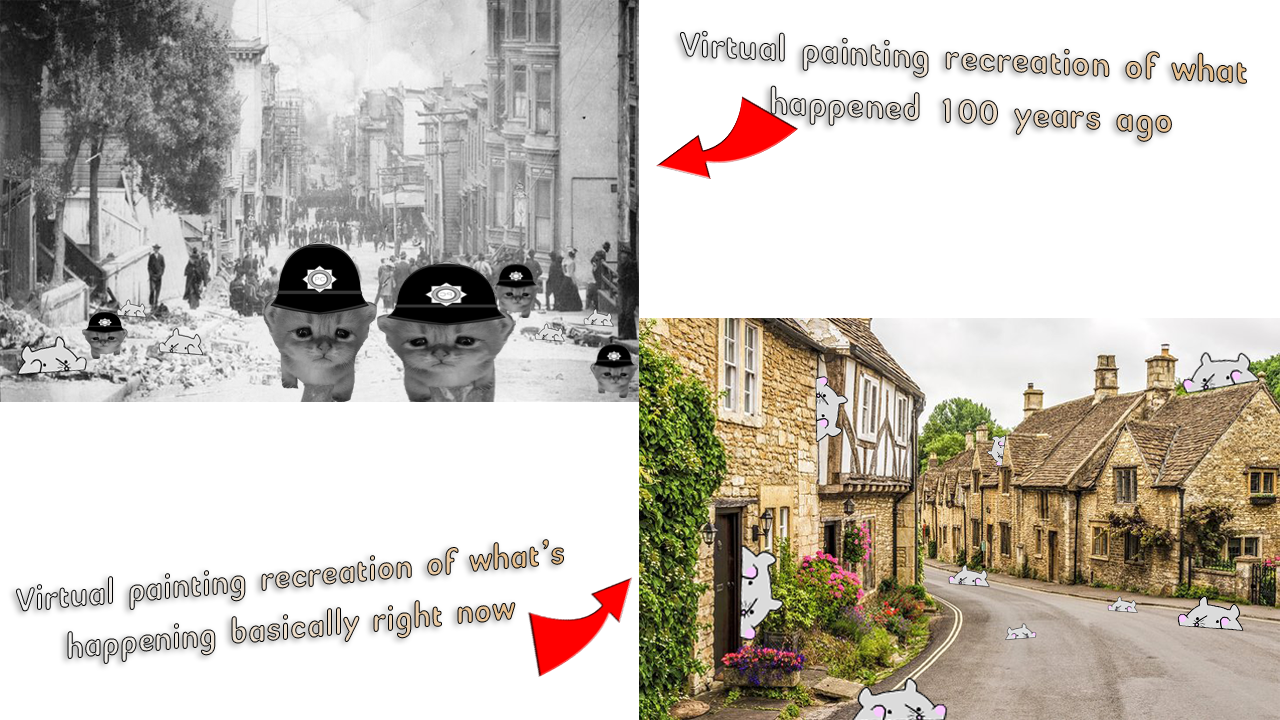 Virtual painting recreation of what
happened 100 years ago
Virtual painting recreation of what's
happening basically right now